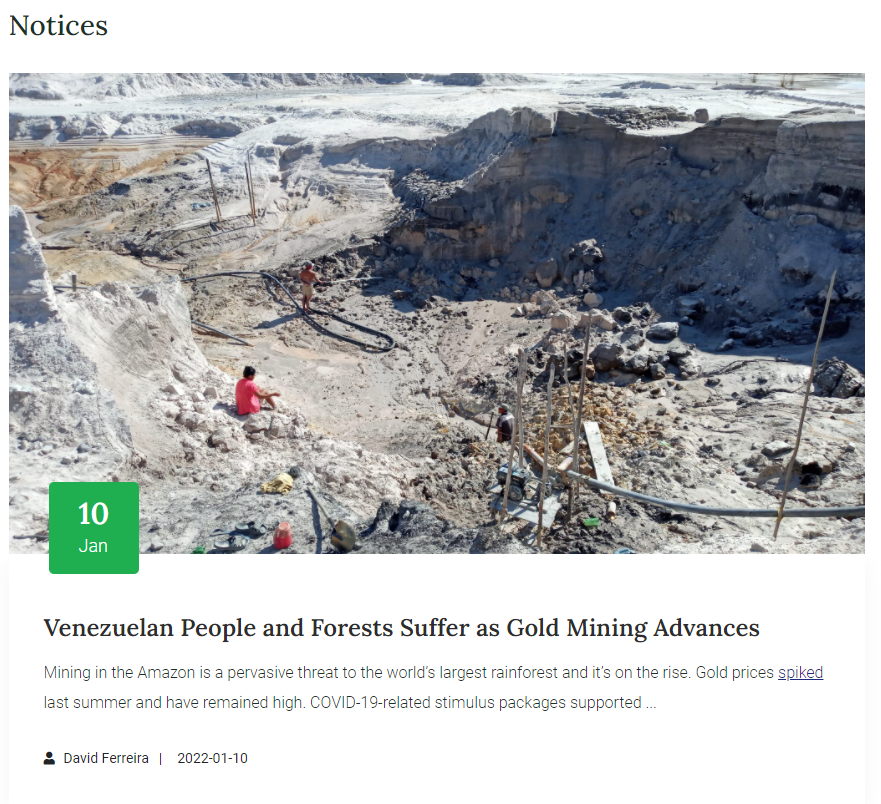 Notices
10
Jan
Venezuelan People and Forests Suffer as Gold Mining Advances
Mining in the Amazon is a pervasive threat to the world’s largest rainforest and it’s on the rise. Gold prices spiked
last summer and have remained high. COVID-19-related stimulus packages supported ...
David Ferreira | 2022-01-10